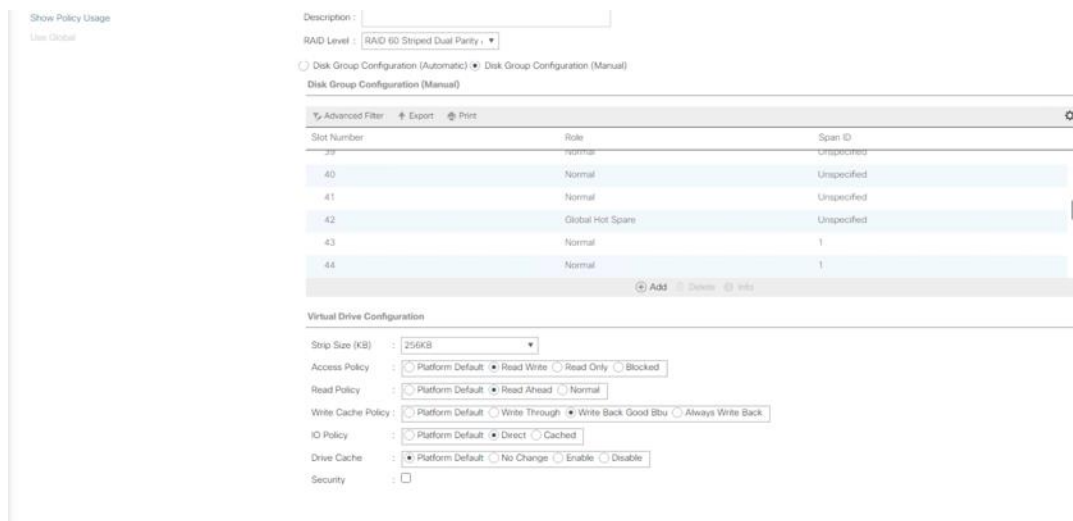 Show Policy Usage
Use Global
Description :
RAID Level : RAID 60 Striped Dual Parity
Disk Group Configuration (Automatic) Disk Group Configuration (Manual)
Disk Group Configuration (Manual)
Advanced Filter Export Print
Slot Number Role Span ID
39 Normal Unspecified
40 Normal Unspecified
41 Normal Unspecified
42 Global Hot Spare Unspecified
43 Normal 1
44 Normal 1
Add Delete Info
Virtual Drive Configuration
Strip Size (KB) : 256KB
Access Policy : Platform Default Read Write Read Only Blocked
Read Policy : Platform Default Read Ahead Normal
Write Cache Policy : Platform Default Write Through Write Back Good Bbu Always Write Back
IO Policy : Platform Default Direct Cached
Drive Cache : Platform Default No Change Enable Disable
Security :